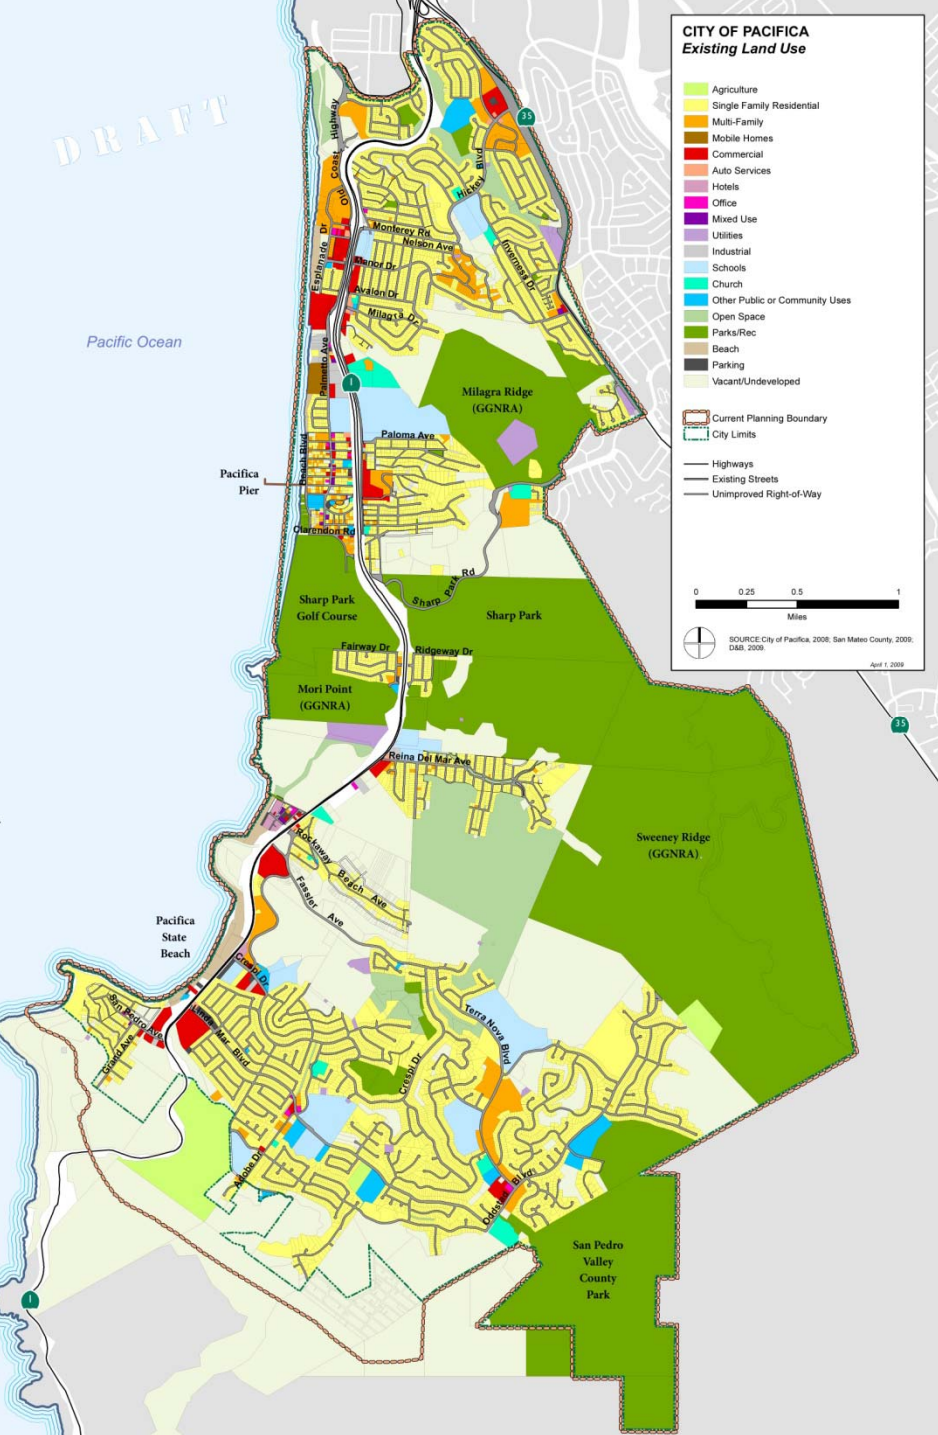 CITY OF PACIFICA
Existing Land Use
Agriculture
Single Family Residential
Multi-Family
Mobile Homes
Commercial
Auto Services
Hotels
Office
Mixed Use
Utilities
Industrial
Schools
Church
Other Public or Community Uses
Open Space
Parks/Rec
Beach
Parking
Vacant/Undeveloped
Current Planning Boundary
City Limits
Highways
Existing Streets
Unimproved Right-of-Way
0 0.25 0.5 1
Miles
SOURCE:City of Pacifica, 2008; San Mateo County, 2009;
D&B, 2009.
April 1, 2009
DRAFT
Pacific Ocean
35
Old Coast Highway
Hickey Blvd
Monterey Rd
Nelson Ave
Inverness Dr
Esplanade Dr
Manor Dr
Avalon Dr
Milagra Dr
Palmetto Ave
1
Milagra Ridge
(GGNRA)
Paloma Ave
Beach Blvd
Pacifica
Pier
Clarendon Rd
Sharp Park Rd
Sharp Park
Golf Course
Sharp Park
Fairway Dr
Ridgeway Dr
Mori Point
(GGNRA)
35
Reina Del Mar Ave
Sweeney Ridge
(GGNRA)
Rockaway Beach Ave
Fassler Ave
Pacifica
State
Beach
Crespi Dr
San Pedro Ave
Linda Mar Blvd
Grand Ave
Terra Nova Blvd
Crespi Dr
Adobe Dr
Oddstad Blvd
San Pedro
Valley
County
Park
1